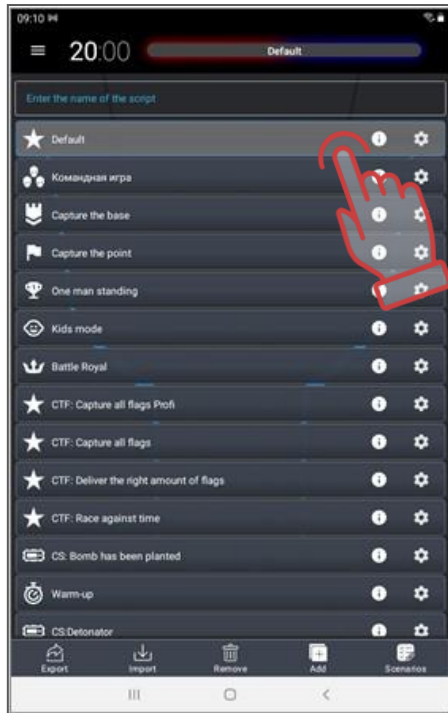 09:10
20:00 Default
Enter the name of the script
Default
Командная игра
Capture the base
Capture the point
One man standing
Kids mode
Battle Royal
CTF: Capture all flags Profi
CTF: Capture all flags
CTF: Deliver the right amount of flags
CTF: Race against time
CS: Bomb has been planted
Warm-up
CS:Detonator
Export Import Remove Add Scenarios